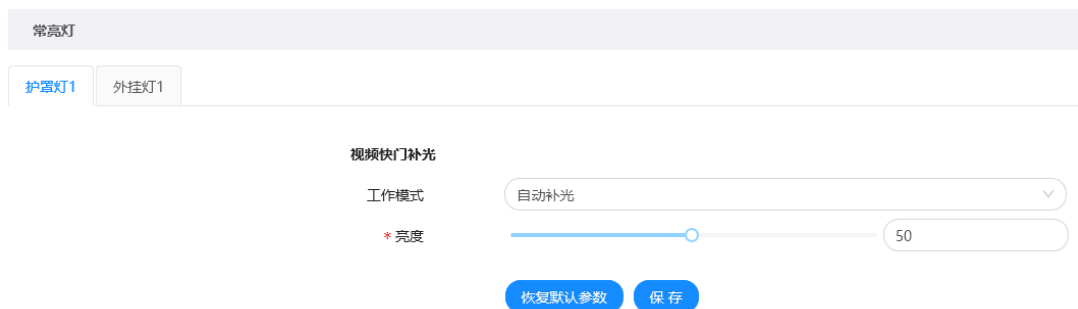 常亮灯
护罩灯1 外挂灯1
视频快门补光
工作模式 自动补光
* 亮度 50
恢复默认参数 保 存